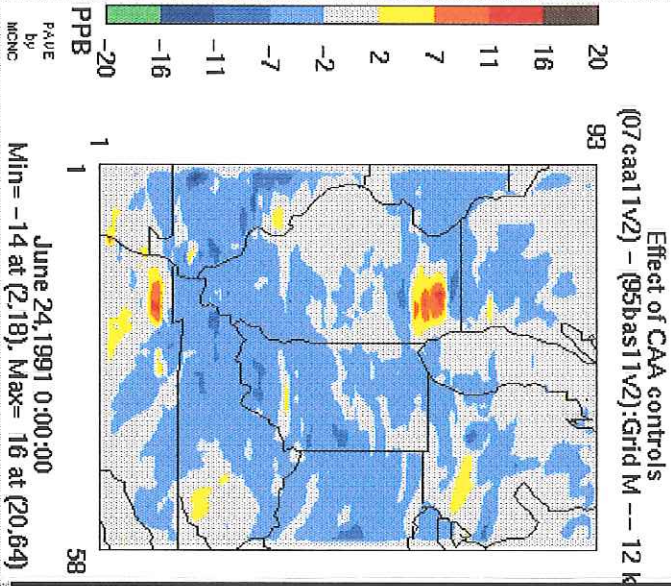 Effect of CAA controls
(07caa11v2) - (95bas11v2):Grid M -- 12 k
20
16
11
7
2
-2
-7
-11
-16
-20
PPB
93
1
1
58
PAVE
by
MCNC
June 24,1991 0:00:00
Min= -14 at (2,18), Max= 16 at (20,64)